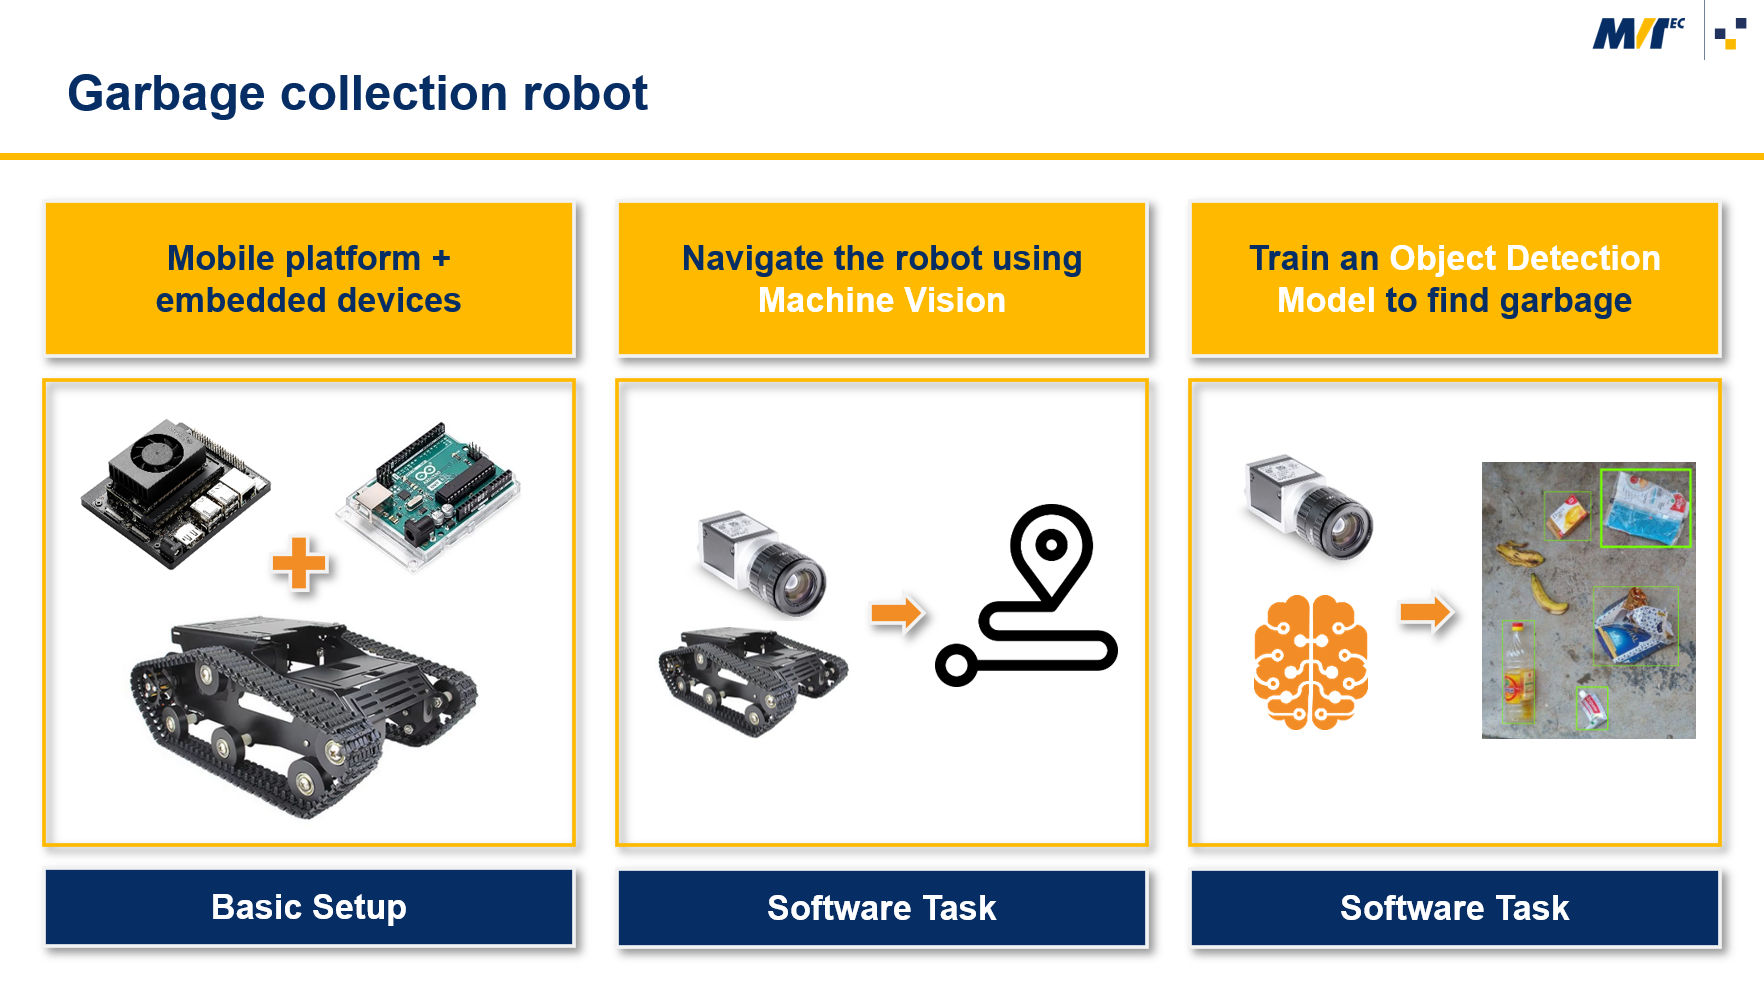 MVTEC
Garbage collection robot
Mobile platform +
embedded devices
Navigate the robot using
Machine Vision
Train an Object Detection
Model to find garbage
Basic Setup
Software Task
Software Task